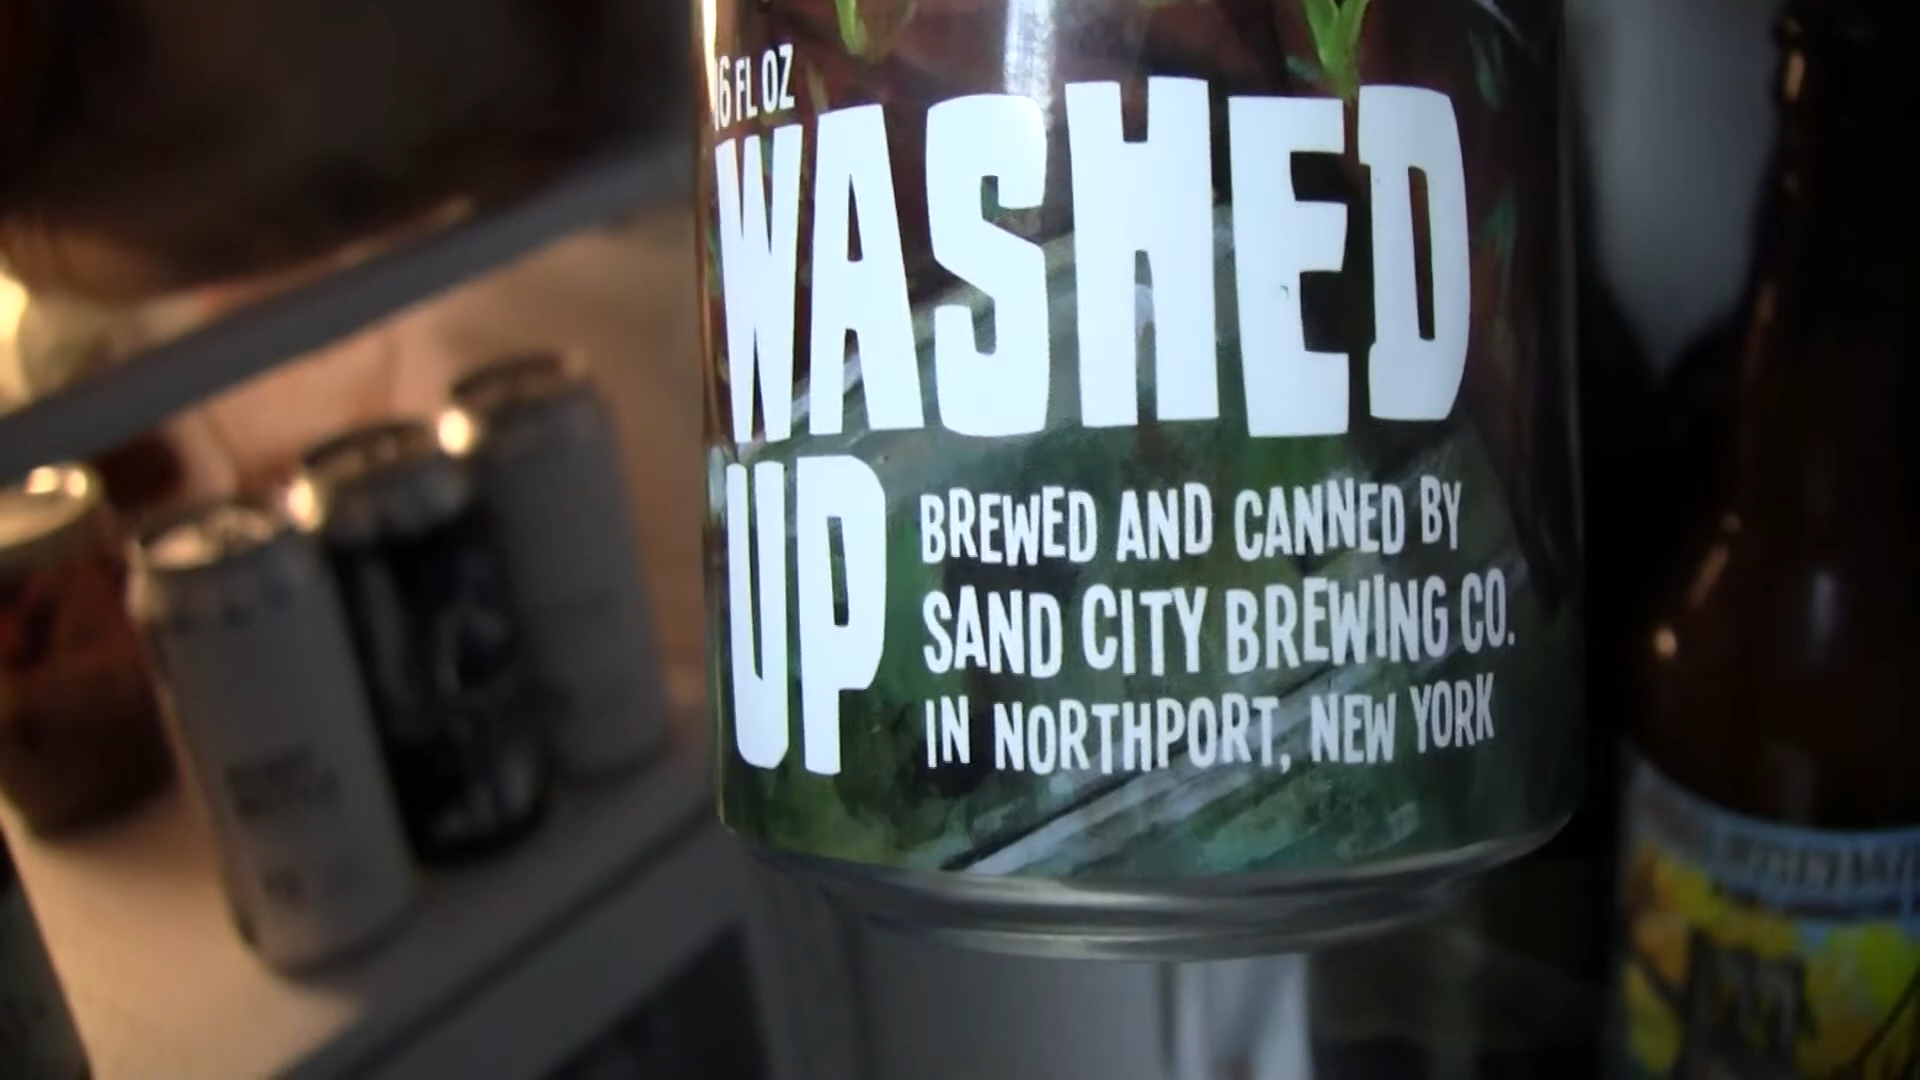 16 FL OZ
WASHED
UP
BREWED AND CANNED BY
SAND CITY BREWING CO.
IN NORTHPORT, NEW YORK